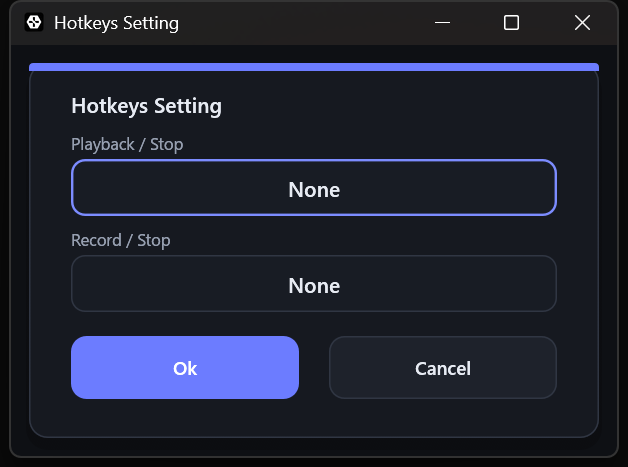 Hotkeys Setting
Hotkeys Setting
Playback / Stop
None
Record / Stop
None
Ok
Cancel